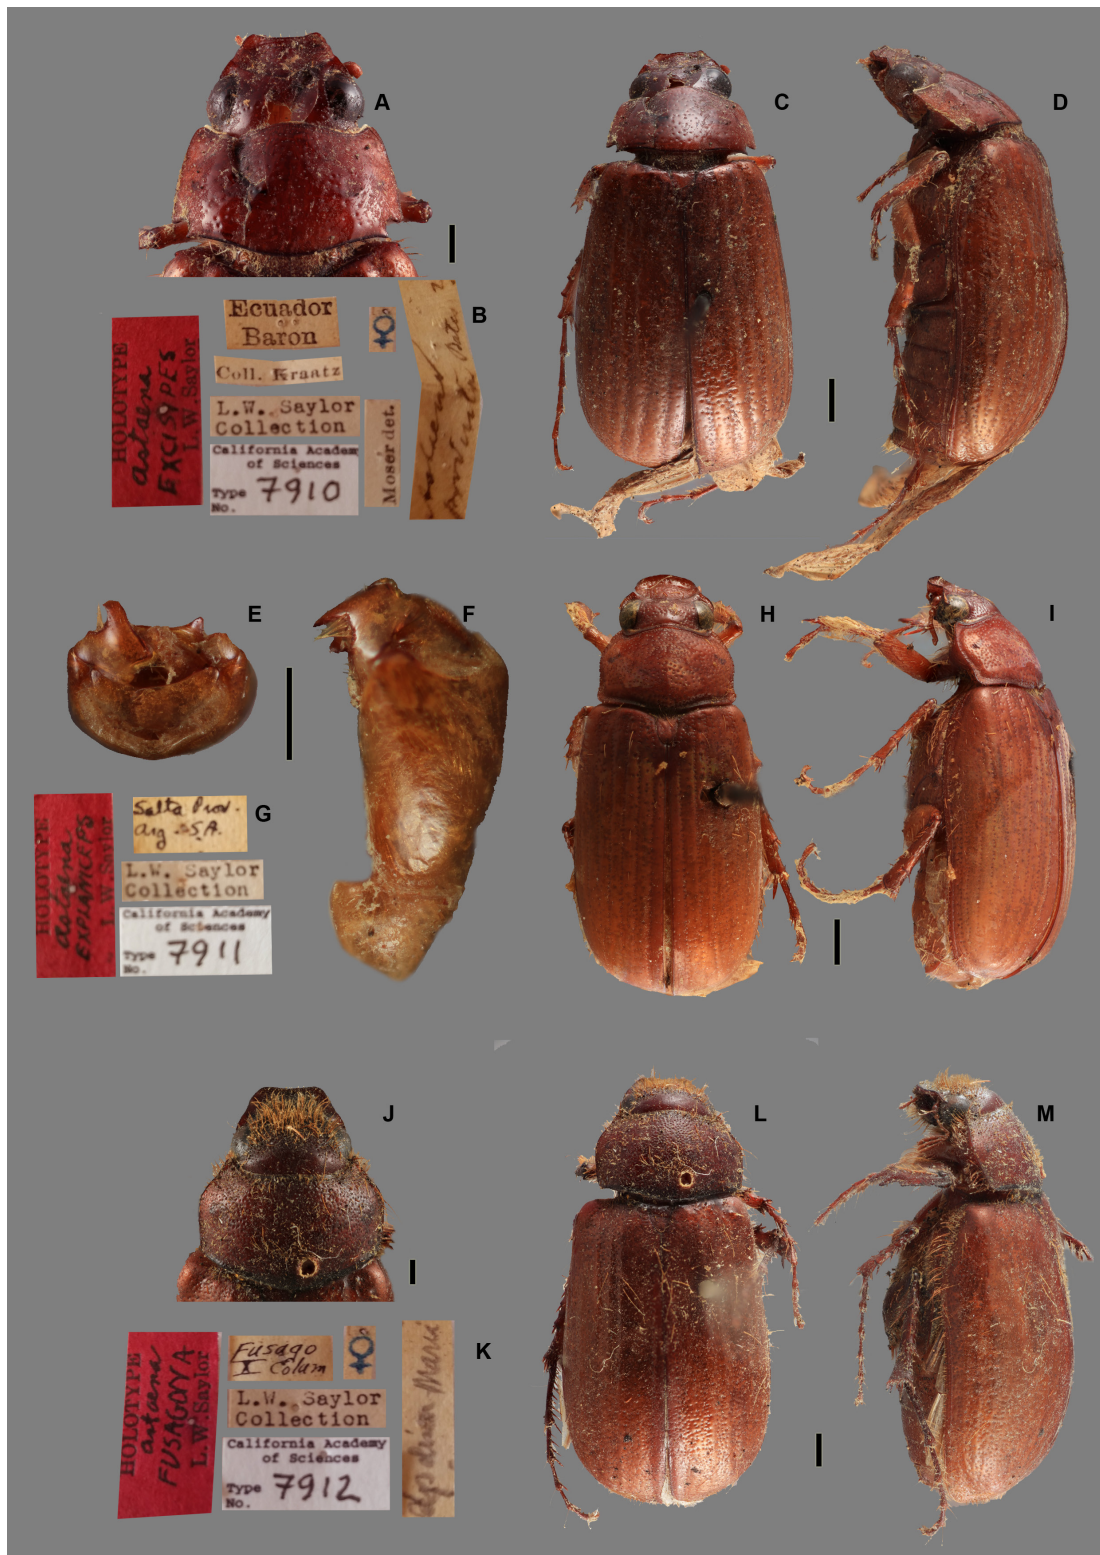 A
C
D
HOLOTYPE
Astaena
EXCISIPES
L.W. Saylor
Ecuador
Baron
Coll. Kraatz
L.W. Saylor
Collection
California Academy
of Sciences
Type
No. 7910
♀
Moser det.
B
E
F
H
I
HOLOTYPE
Astaena
EXPLANICEPS
L.W. Saylor
Salta Prov.
Arg - S.A.
L.W. Saylor
Collection
California Academy
of Sciences
Type
No. 7911
G
J
L
M
HOLOTYPE
Astaena
FUSAGONA
L.W. Saylor
Fusago
X Colum
L.W. Saylor
Collection
California Academy
of Sciences
Type
No. 7912
♀
K